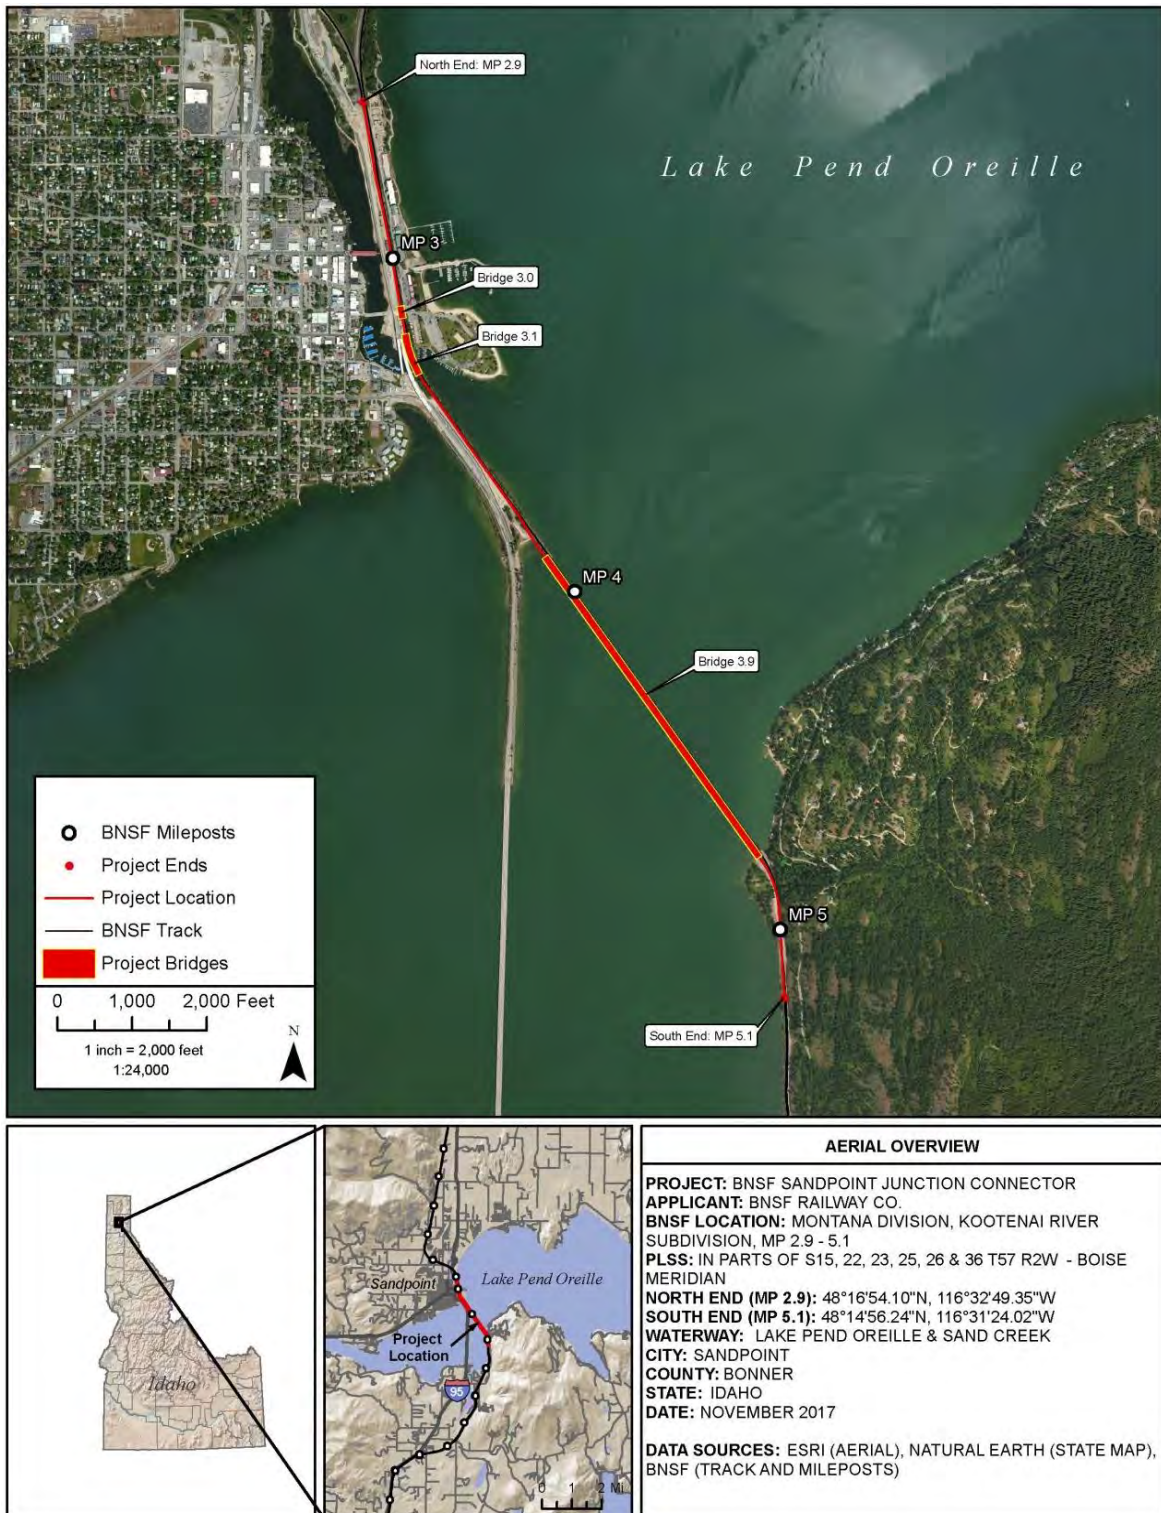 North End: MP 2.9
Lake Pend Oreille
MP 3
Bridge 3.0
Bridge 3.1
MP 4
Bridge 3.9
MP 5
South End: MP 5.1
BNSF Mileposts
Project Ends
Project Location
BNSF Track
Project Bridges
0 1,000 2,000 Feet
1 inch = 2,000 feet
1:24,000
N
Idaho
Sandpoint
Lake Pend Oreille
Project
Location
95
0 1 2 Mi
AERIAL OVERVIEW
PROJECT: BNSF SANDPOINT JUNCTION CONNECTOR
APPLICANT: BNSF RAILWAY CO.
BNSF LOCATION: MONTANA DIVISION, KOOTENAI RIVER
SUBDIVISION, MP 2.9 - 5.1
PLSS: IN PARTS OF S15, 22, 23, 25, 26 & 36 T57 R2W - BOISE
MERIDIAN
NORTH END (MP 2.9): 48°16'54.10"N, 116°32'49.35"W
SOUTH END (MP 5.1): 48°14'56.24"N, 116°31'24.02"W
WATERWAY: LAKE PEND OREILLE & SAND CREEK
CITY: SANDPOINT
COUNTY: BONNER
STATE: IDAHO
DATE: NOVEMBER 2017
DATA SOURCES: ESRI (AERIAL), NATURAL EARTH (STATE MAP),
BNSF (TRACK AND MILEPOSTS)